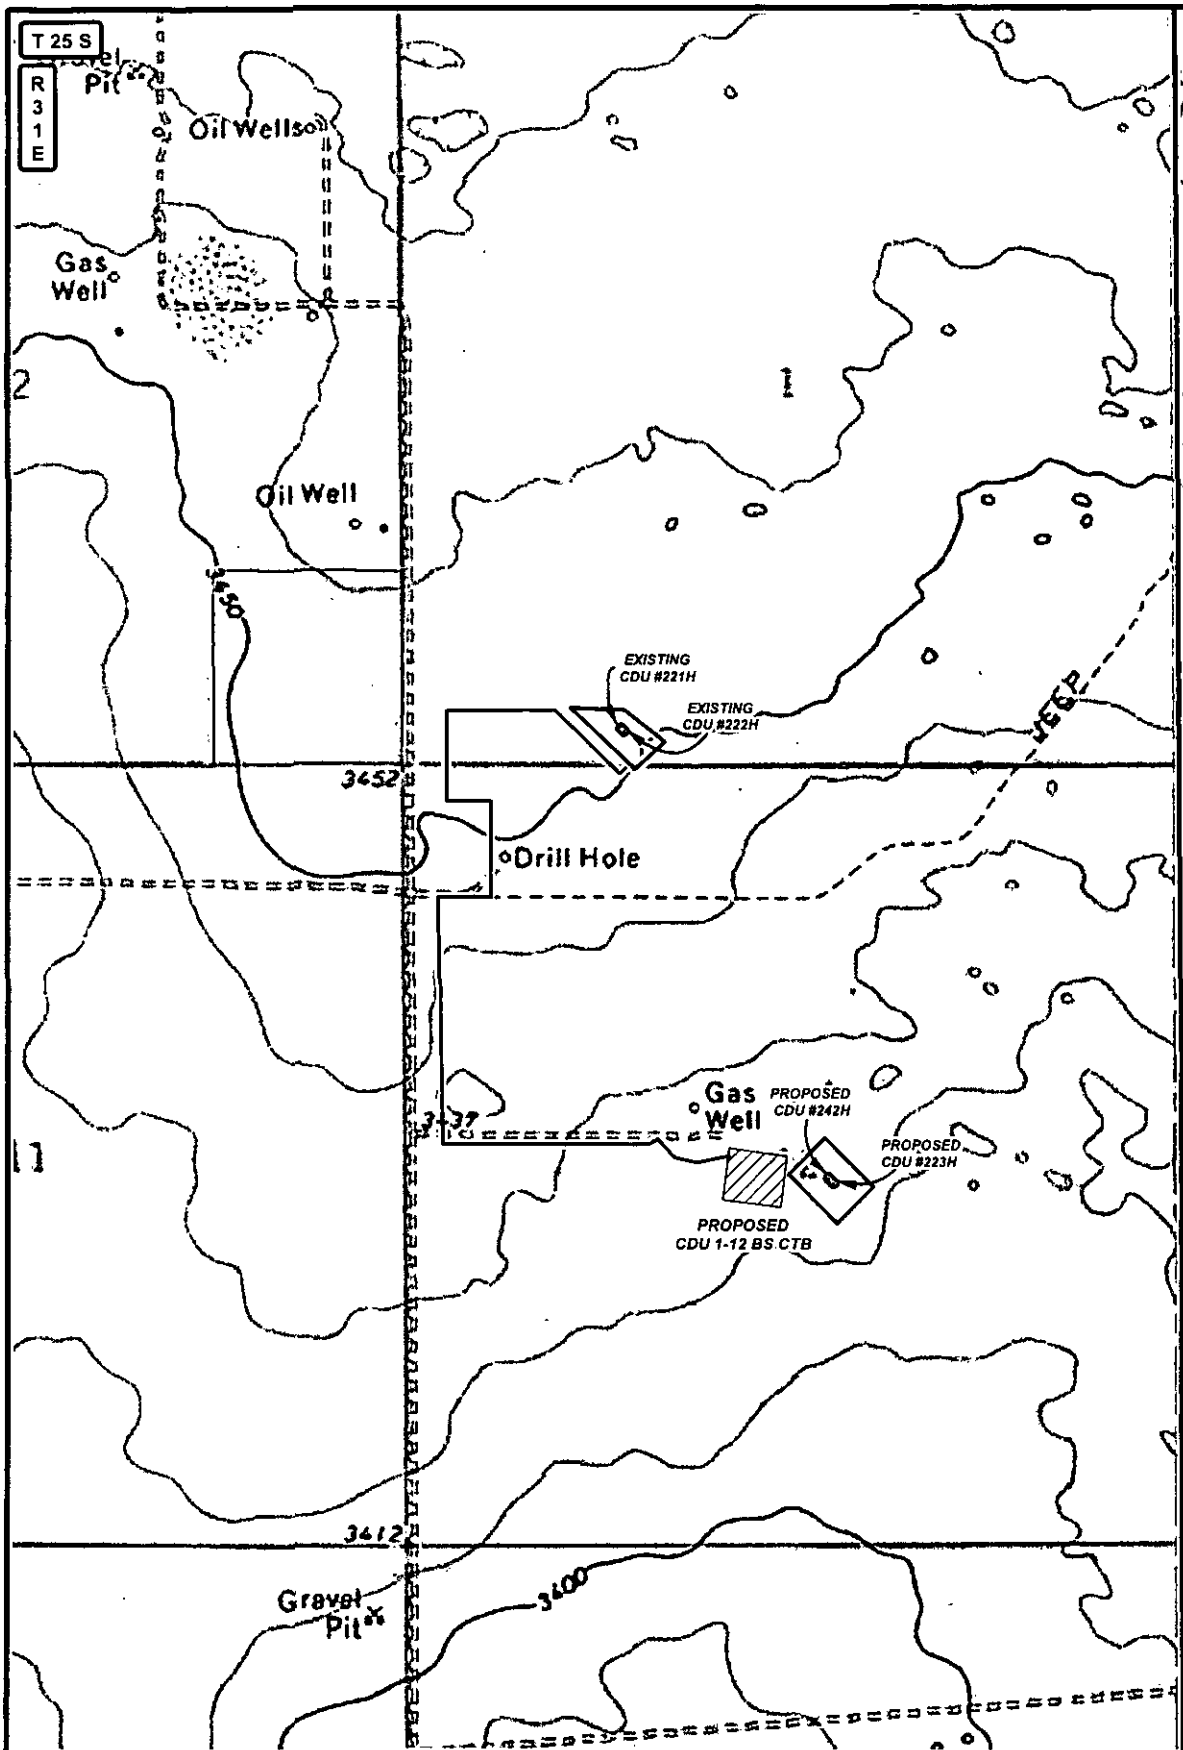 T 25 S
Gravel
Pit
R
3
1
E
Oil Wells
Gas
Well
2
1
Oil Well
3450
EXISTING
CDU #221H
EXISTING
CDU #222H
JEEP
3452
Drill Hole
Gas
Well
PROPOSED
CDU #242H
PROPOSED
CDU #223H
11
PROPOSED
CDU 1-12 BS CTB
3412
Gravel
Pit
3400